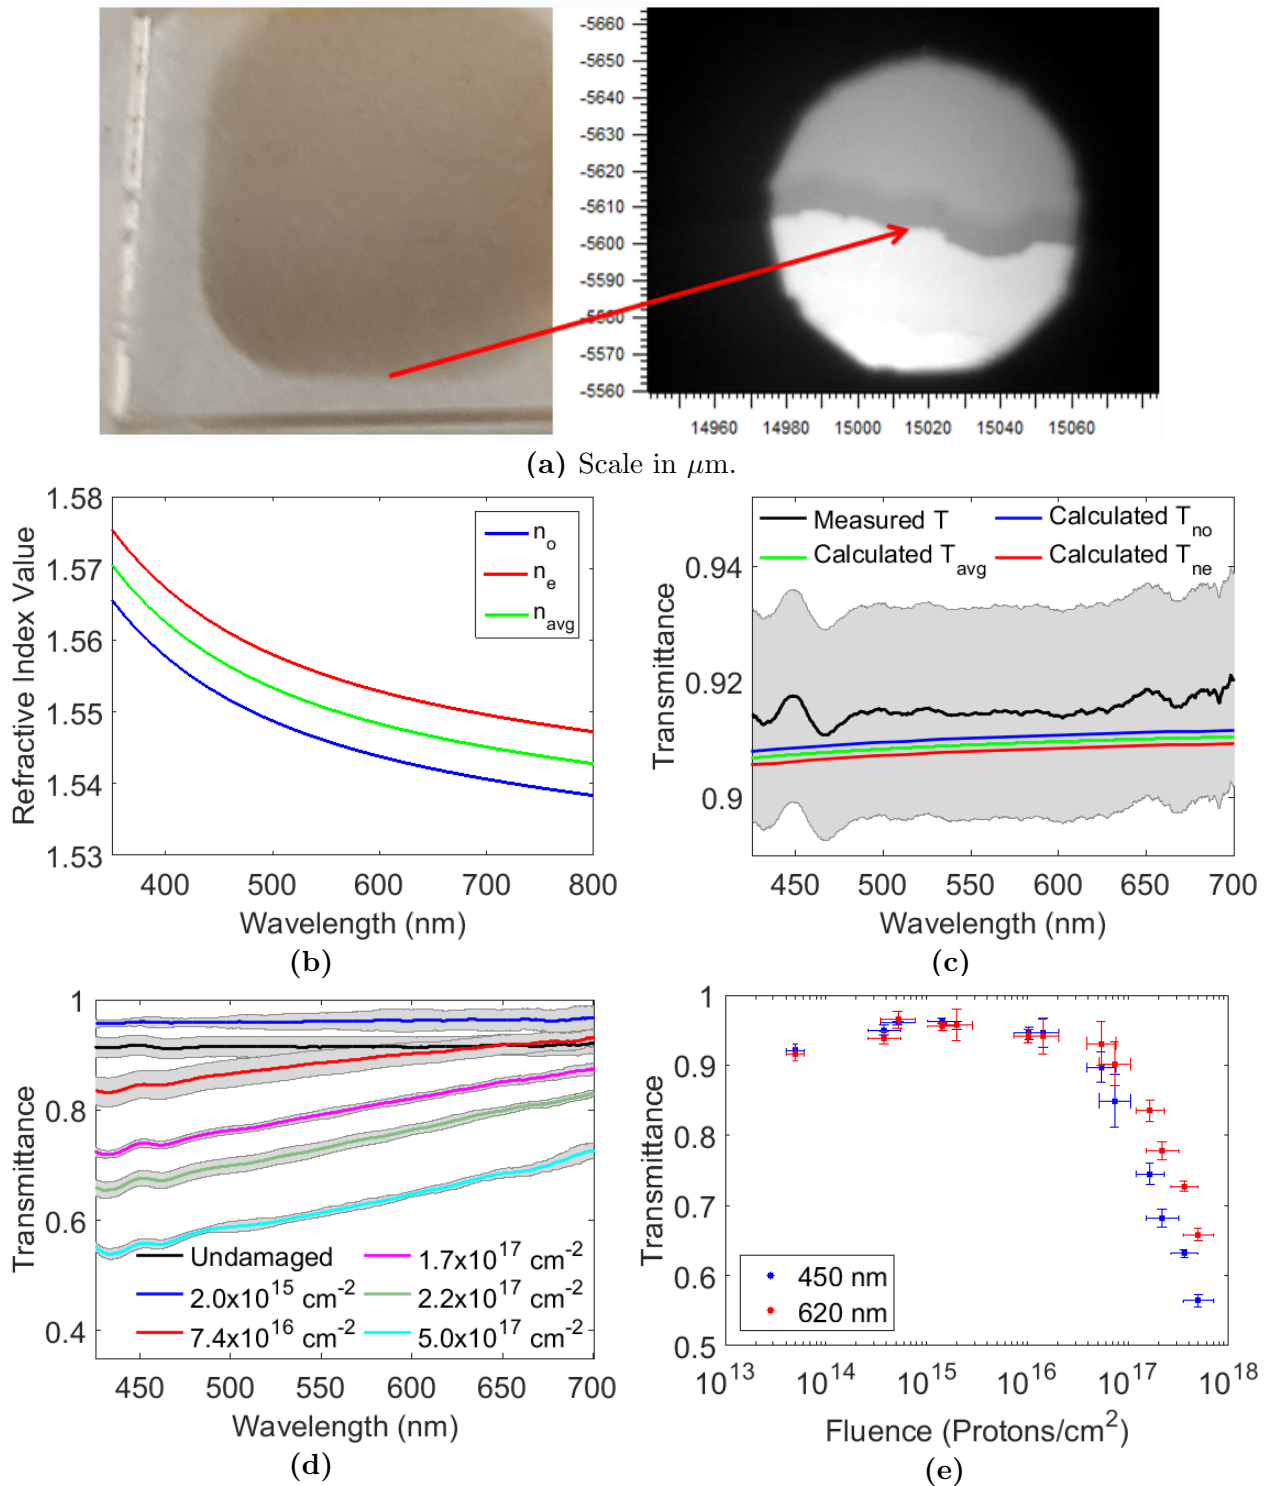 -5660
-5650
-5640
-5630
-5620
-5610
-5600
-5590
-5580
-5570
-5560
14960 14980 15000 15020 15040 15060
(a) Scale in μm.
1.58
1.57
1.56
1.55
1.54
1.53
Refractive Index Value
n_o
n_e
n_avg
400 500 600 700 800
Wavelength (nm)
(b)
Measured T
Calculated T_no
Calculated T_avg
Calculated T_ne
0.94
0.92
0.9
Transmittance
450 500 550 600 650 700
Wavelength (nm)
(c)
1
0.8
0.6
0.4
Transmittance
Undamaged
2.0x10^15 cm^-2
7.4x10^16 cm^-2
1.7x10^17 cm^-2
2.2x10^17 cm^-2
5.0x10^17 cm^-2
450 500 550 600 650 700
Wavelength (nm)
(d)
1
0.9
0.8
0.7
0.6
0.5
Transmittance
450 nm
620 nm
10^13 10^14 10^15 10^16 10^17 10^18
Fluence (Protons/cm^2)
(e)